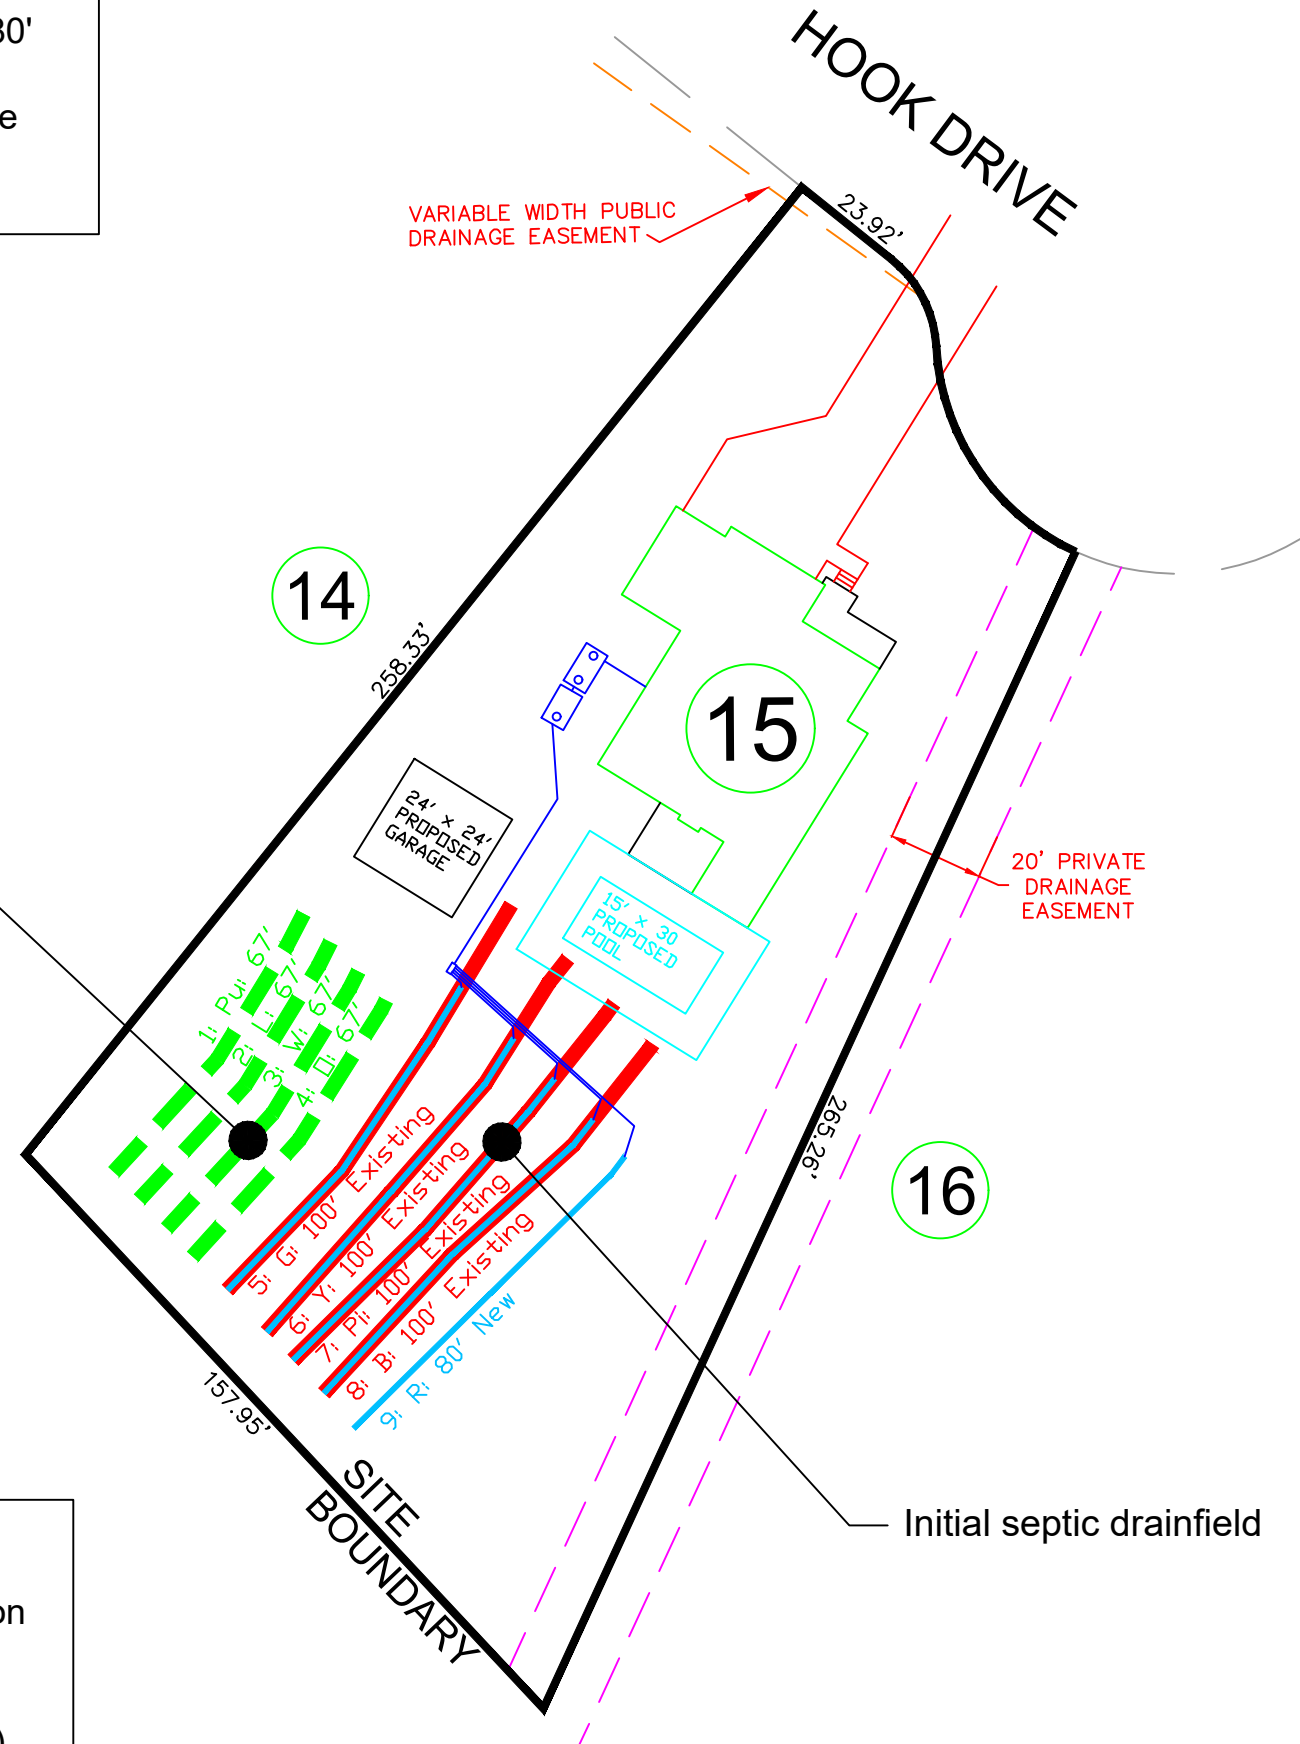 30'
e
HOOK DRIVE
VARIABLE WIDTH PUBLIC
DRAINAGE EASEMENT
23.92'
14
258.33'
15
24' × 24'
PROPOSED
GARAGE
15' × 30
PROPOSED
POOL
20' PRIVATE
DRAINAGE
EASEMENT
1: Pu: 67'
2: L: 67'
3: W: 67'
4: O: 67'
5: G: 100' Existing
6: Y: 100' Existing
7: Pi: 100' Existing
8: B: 100' Existing
9: R: 80' New
265.26'
16
157.95'
SITE
BOUNDARY
Initial septic drainfield
on
)